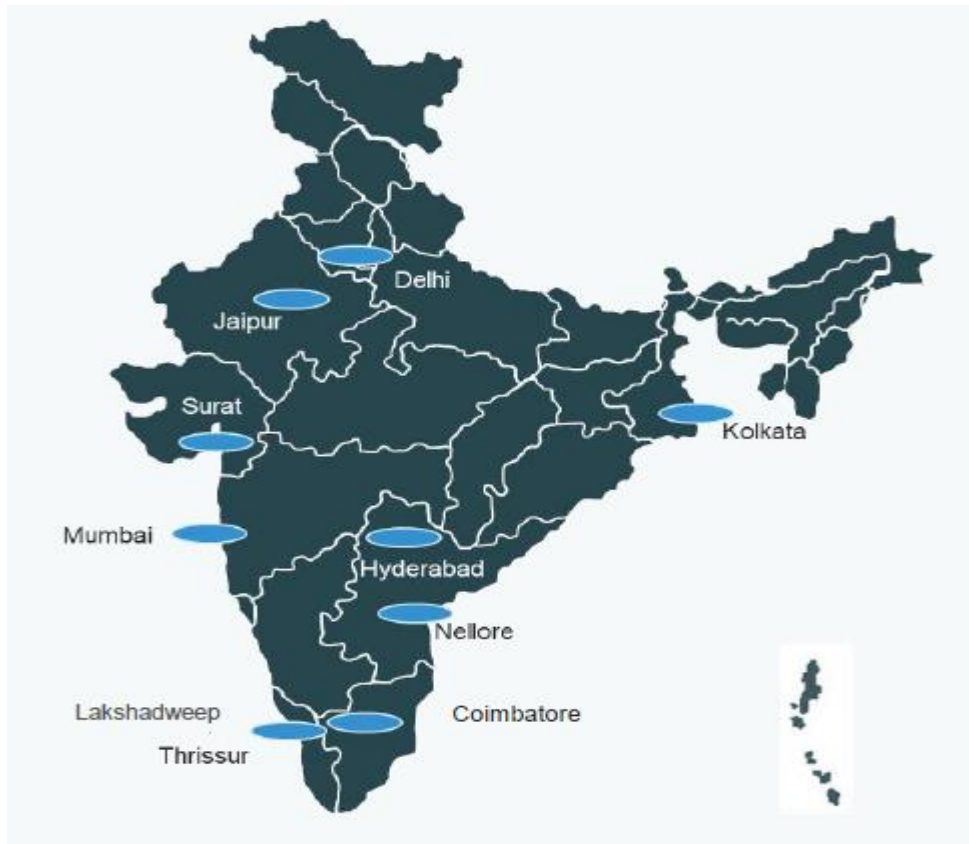 Delhi
Jaipur
Surat
Kolkata
Mumbai
Hyderabad
Nellore
Lakshadweep
Coimbatore
Thrissur